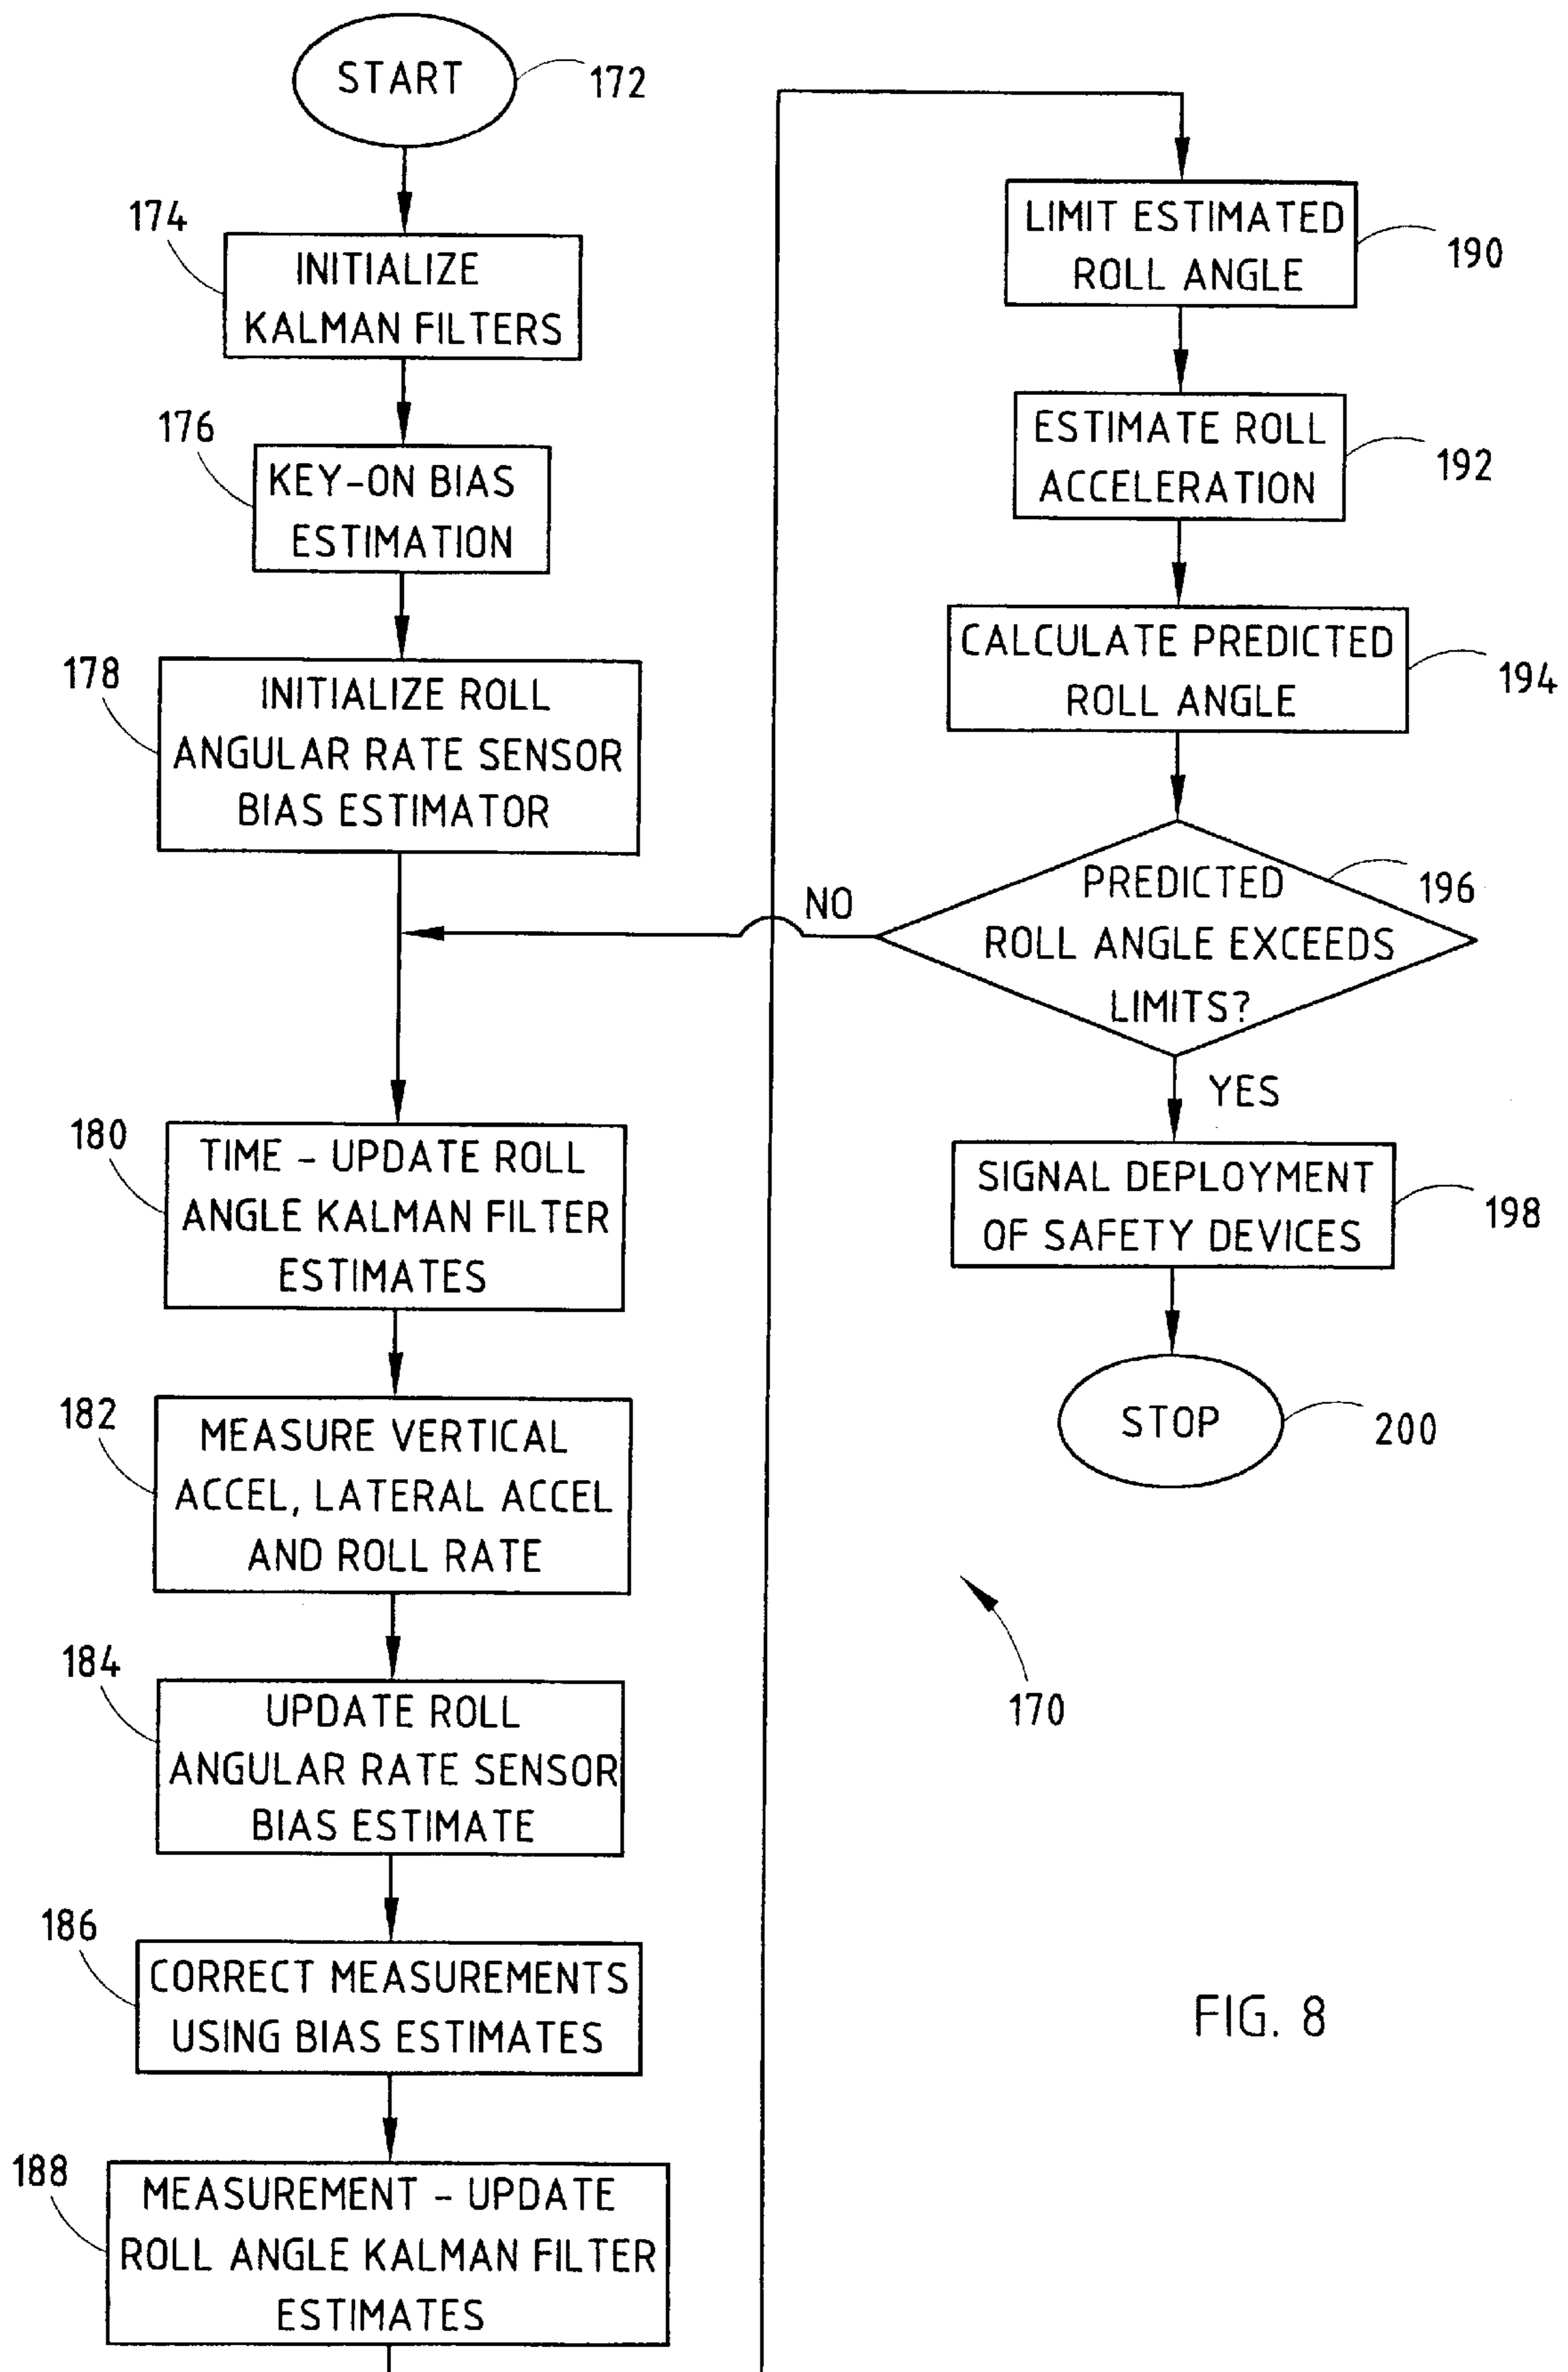 START
172
174
INITIALIZE
KALMAN FILTERS
176
KEY-ON BIAS
ESTIMATION
178
INITIALIZE ROLL
ANGULAR RATE SENSOR
BIAS ESTIMATOR
180
TIME - UPDATE ROLL
ANGLE KALMAN FILTER
ESTIMATES
182
MEASURE VERTICAL
ACCEL, LATERAL ACCEL
AND ROLL RATE
184
UPDATE ROLL
ANGULAR RATE SENSOR
BIAS ESTIMATE
186
CORRECT MEASUREMENTS
USING BIAS ESTIMATES
188
MEASUREMENT - UPDATE
ROLL ANGLE KALMAN FILTER
ESTIMATES
LIMIT ESTIMATED
ROLL ANGLE
190
ESTIMATE ROLL
ACCELERATION
192
CALCULATE PREDICTED
ROLL ANGLE
194
PREDICTED
ROLL ANGLE EXCEEDS
LIMITS?
196
NO
YES
SIGNAL DEPLOYMENT
OF SAFETY DEVICES
198
STOP
200
170
FIG. 8